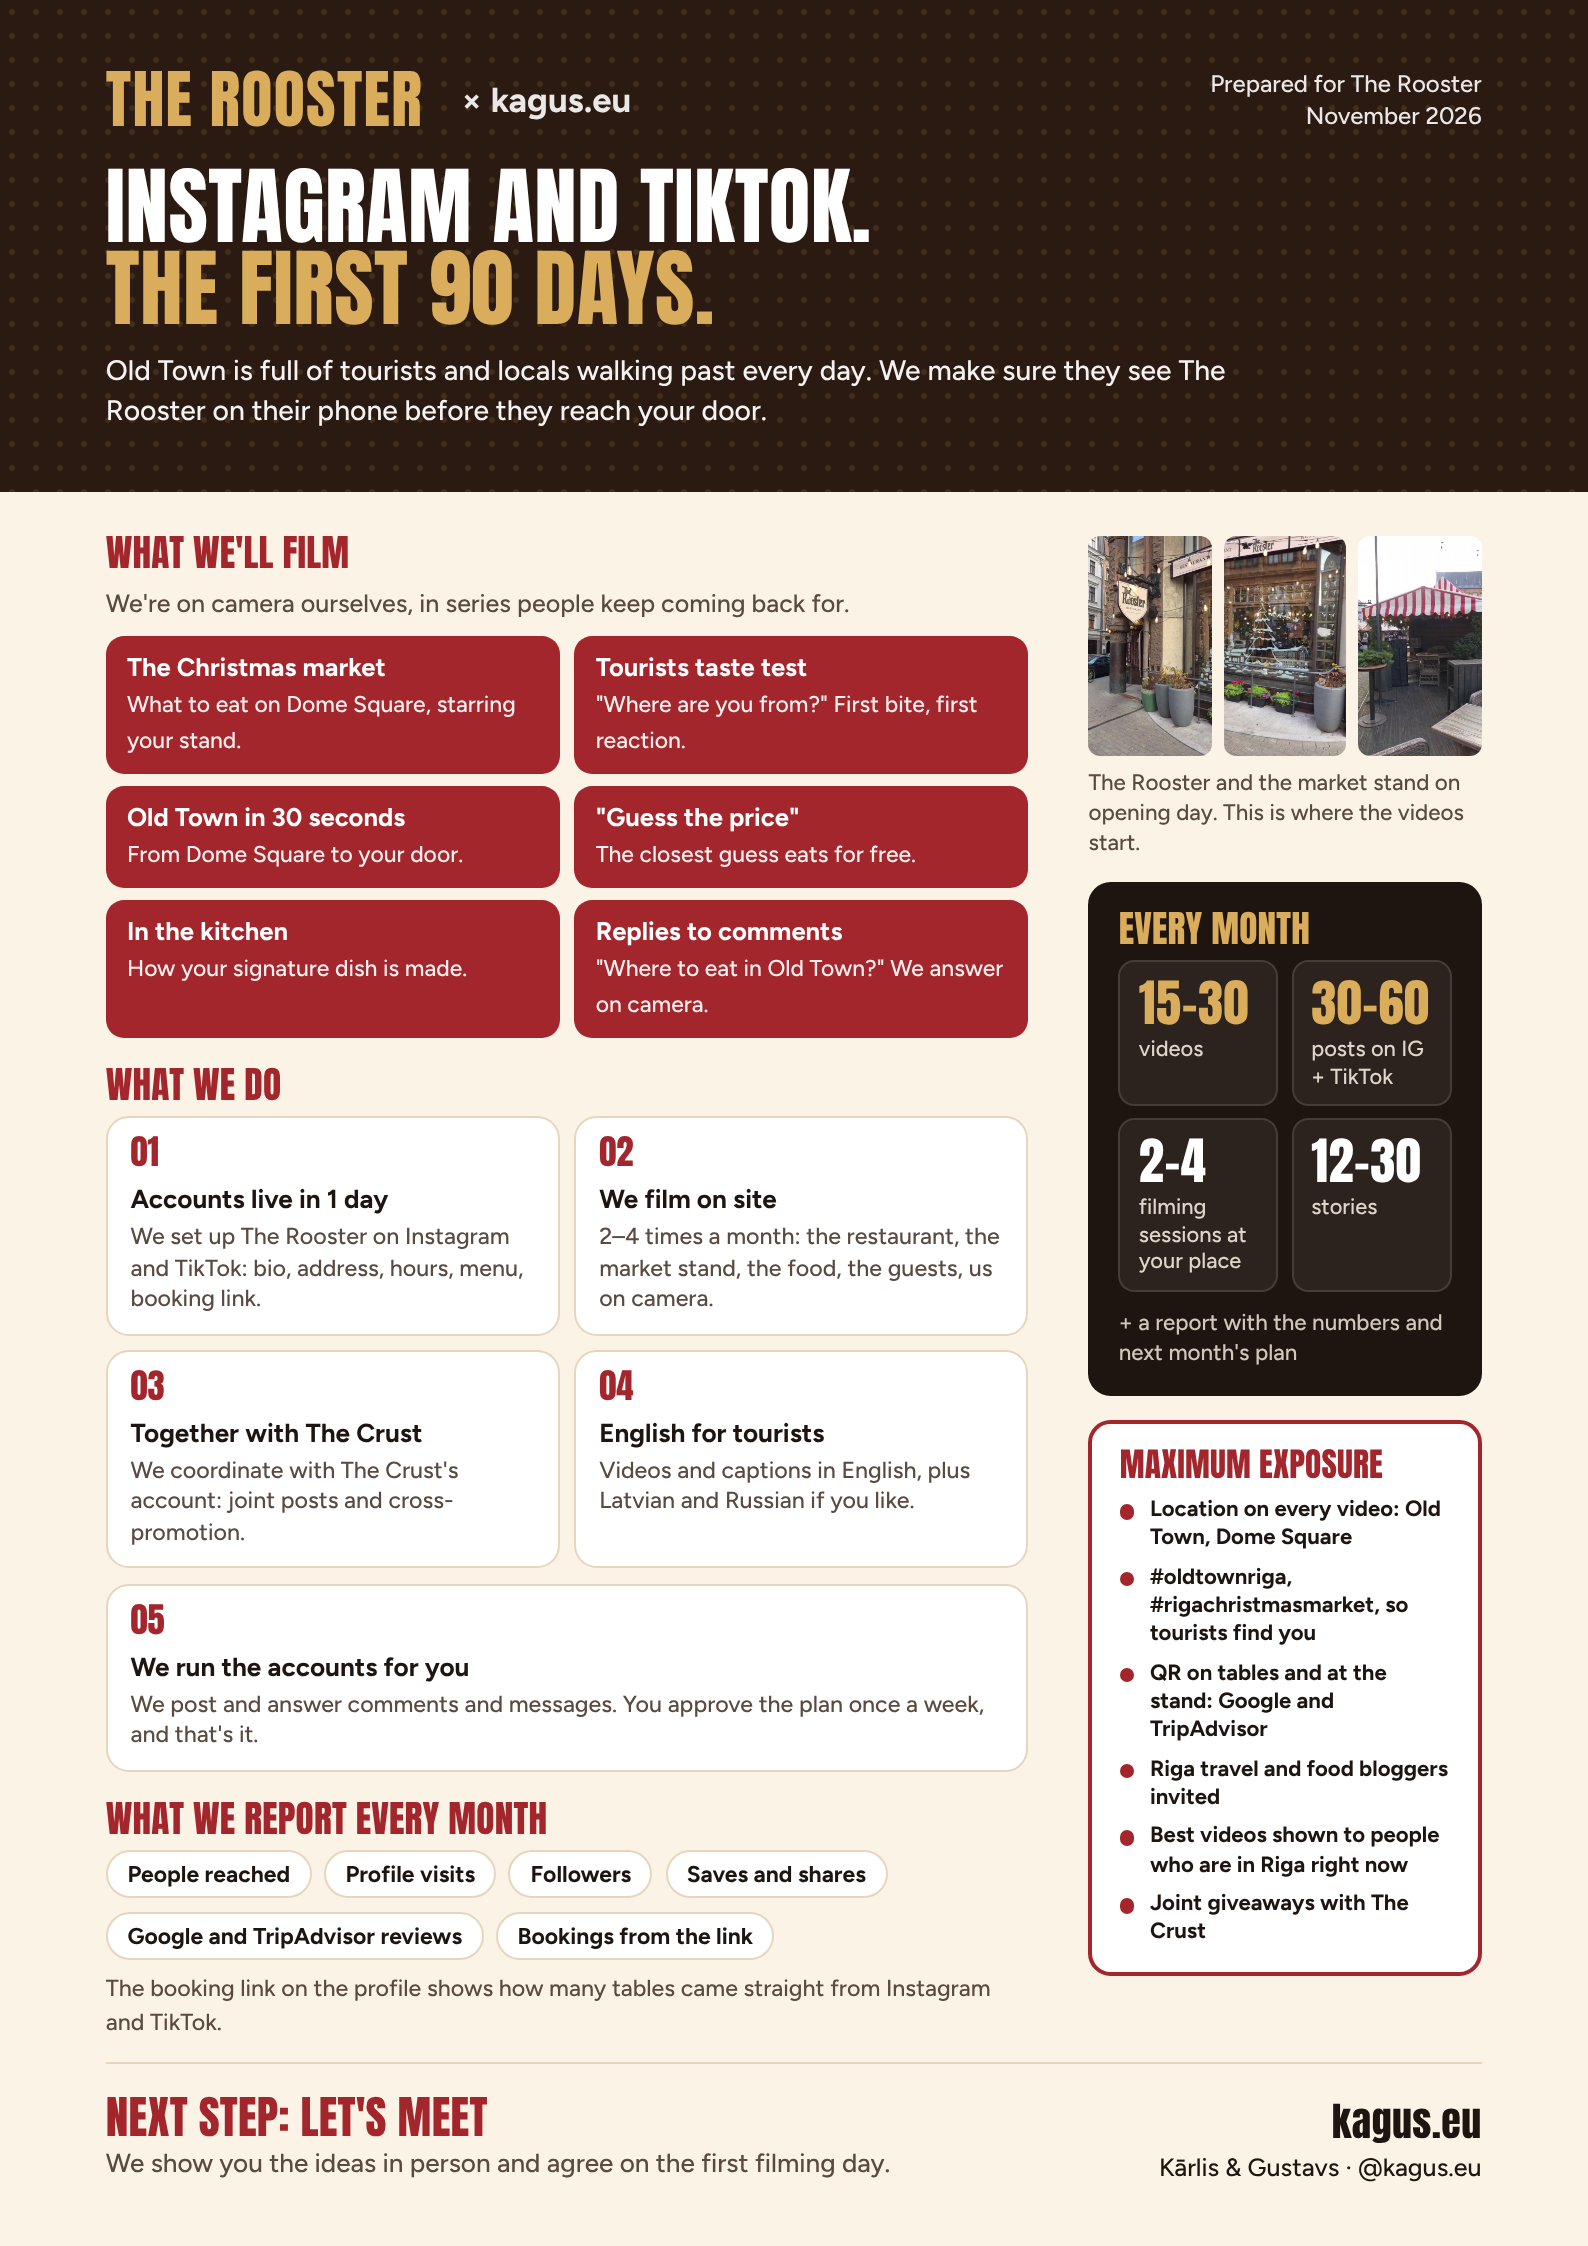 THE ROOSTER × kagus.eu
Prepared for The Rooster
November 2026
INSTAGRAM AND TIKTOK.
THE FIRST 90 DAYS.
Old Town is full of tourists and locals walking past every day. We make sure they see The
Rooster on their phone before they reach your door.
WHAT WE'LL FILM
We're on camera ourselves, in series people keep coming back for.
The Christmas market
What to eat on Dome Square, starring
your stand.
Tourists taste test
"Where are you from?" First bite, first
reaction.
Old Town in 30 seconds
From Dome Square to your door.
"Guess the price"
The closest guess eats for free.
In the kitchen
How your signature dish is made.
Replies to comments
"Where to eat in Old Town?" We answer
on camera.
WHAT WE DO
01
Accounts live in 1 day
We set up The Rooster on Instagram
and TikTok: bio, address, hours, menu,
booking link.
02
We film on site
2–4 times a month: the restaurant, the
market stand, the food, the guests, us
on camera.
03
Together with The Crust
We coordinate with The Crust's
account: joint posts and cross-
promotion.
04
English for tourists
Videos and captions in English, plus
Latvian and Russian if you like.
05
We run the accounts for you
We post and answer comments and messages. You approve the plan once a week,
and that's it.
WHAT WE REPORT EVERY MONTH
People reached
Profile visits
Followers
Saves and shares
Google and TripAdvisor reviews
Bookings from the link
The booking link on the profile shows how many tables came straight from Instagram
and TikTok.
The Rooster
Rooster
The Rooster and the market stand on
opening day. This is where the videos
start.
EVERY MONTH
15–30
videos
30–60
posts on IG
+ TikTok
2–4
filming
sessions at
your place
12–30
stories
+ a report with the numbers and
next month's plan
MAXIMUM EXPOSURE
Location on every video: Old
Town, Dome Square
#oldtownriga,
#rigachristmasmarket, so
tourists find you
QR on tables and at the
stand: Google and
TripAdvisor
Riga travel and food bloggers
invited
Best videos shown to people
who are in Riga right now
Joint giveaways with The
Crust
NEXT STEP: LET'S MEET
We show you the ideas in person and agree on the first filming day.
kagus.eu
Kārlis & Gustavs · @kagus.eu